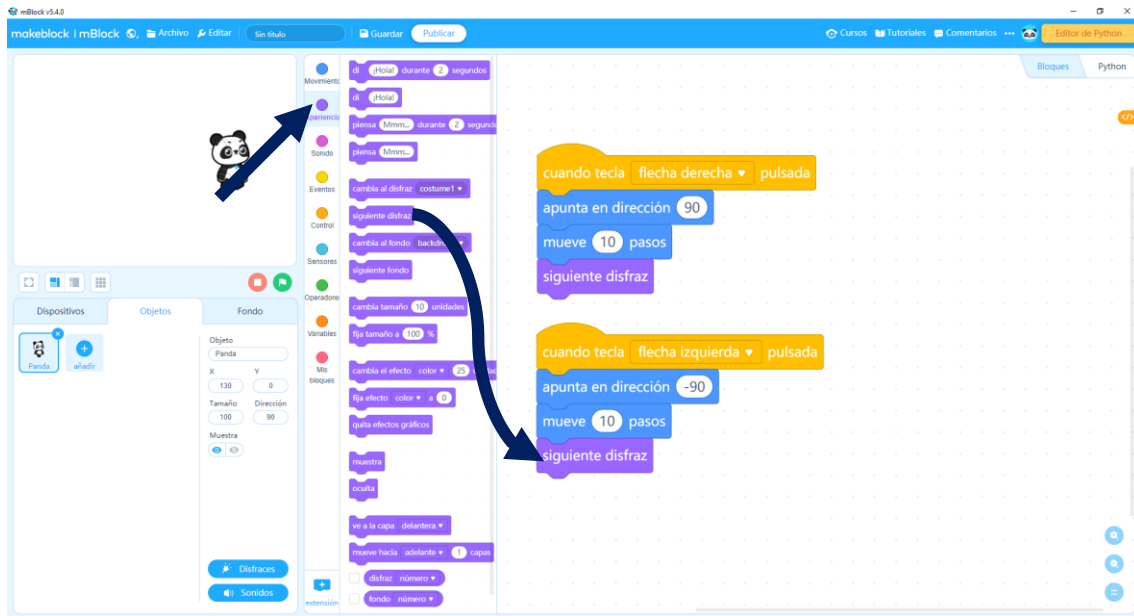 mBlock v5.4.0
makeblock | mBlock Archivo Editar Sin título Guardar Publicar Cursos Tutoriales Comentarios Editor de Python
Bloques Python
Movimiento
Sonido
Eventos
Control
Sensores
Operadore
Variables
Mis
bloques
extensión
di ¡Hola! durante 2 segundos
di ¡Hola!
piensa Mmm... durante 2
piensa Mmm...
cambia al disfraz costume1
siguiente disfraz
cambia al fondo
siguiente fondo
cambia tamaño 10 unidades
fija tamaño a 100 %
cambia el efecto color 25
fija efecto color a 0
quita efectos gráficos
muestra
oculta
ve a la capa delantera
mueve hacia adelante 1 capas
disfraz número
fondo número
cuando tecla flecha derecha pulsada
apunta en dirección 90
mueve 10 pasos
siguiente disfraz
cuando tecla flecha izquierda pulsada
apunta en dirección -90
mueve 10 pasos
siguiente disfraz
Dispositivos Objetos Fondo
Panda
añadir
Objeto
Panda
X Y
130 0
Tamaño Dirección
100 90
Muestra
Disfraces
Sonidos